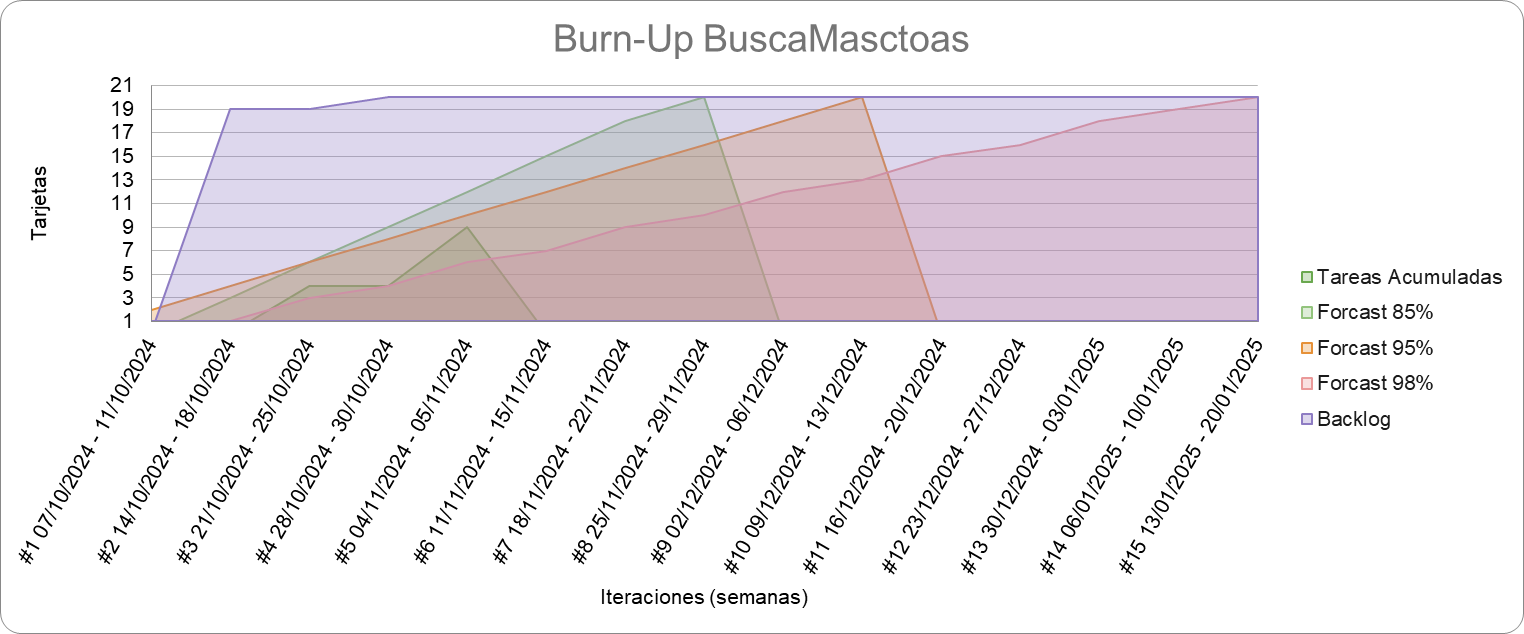 Burn-Up BuscaMasctoas
Tarjetas
21
19
17
15
13
11
9
7
5
3
1
#1 07/10/2024 - 11/10/2024
#2 14/10/2024 - 18/10/2024
#3 21/10/2024 - 25/10/2024
#4 28/10/2024 - 30/10/2024
#5 04/11/2024 - 05/11/2024
#6 11/11/2024 - 15/11/2024
#7 18/11/2024 - 22/11/2024
#8 25/11/2024 - 29/11/2024
#9 02/12/2024 - 06/12/2024
#10 09/12/2024 - 13/12/2024
#11 16/12/2024 - 20/12/2024
#12 23/12/2024 - 27/12/2024
#13 30/12/2024 - 03/01/2025
#14 06/01/2025 - 10/01/2025
#15 13/01/2025 - 20/01/2025
Iteraciones (semanas)
Tareas Acumuladas
Forcast 85%
Forcast 95%
Forcast 98%
Backlog